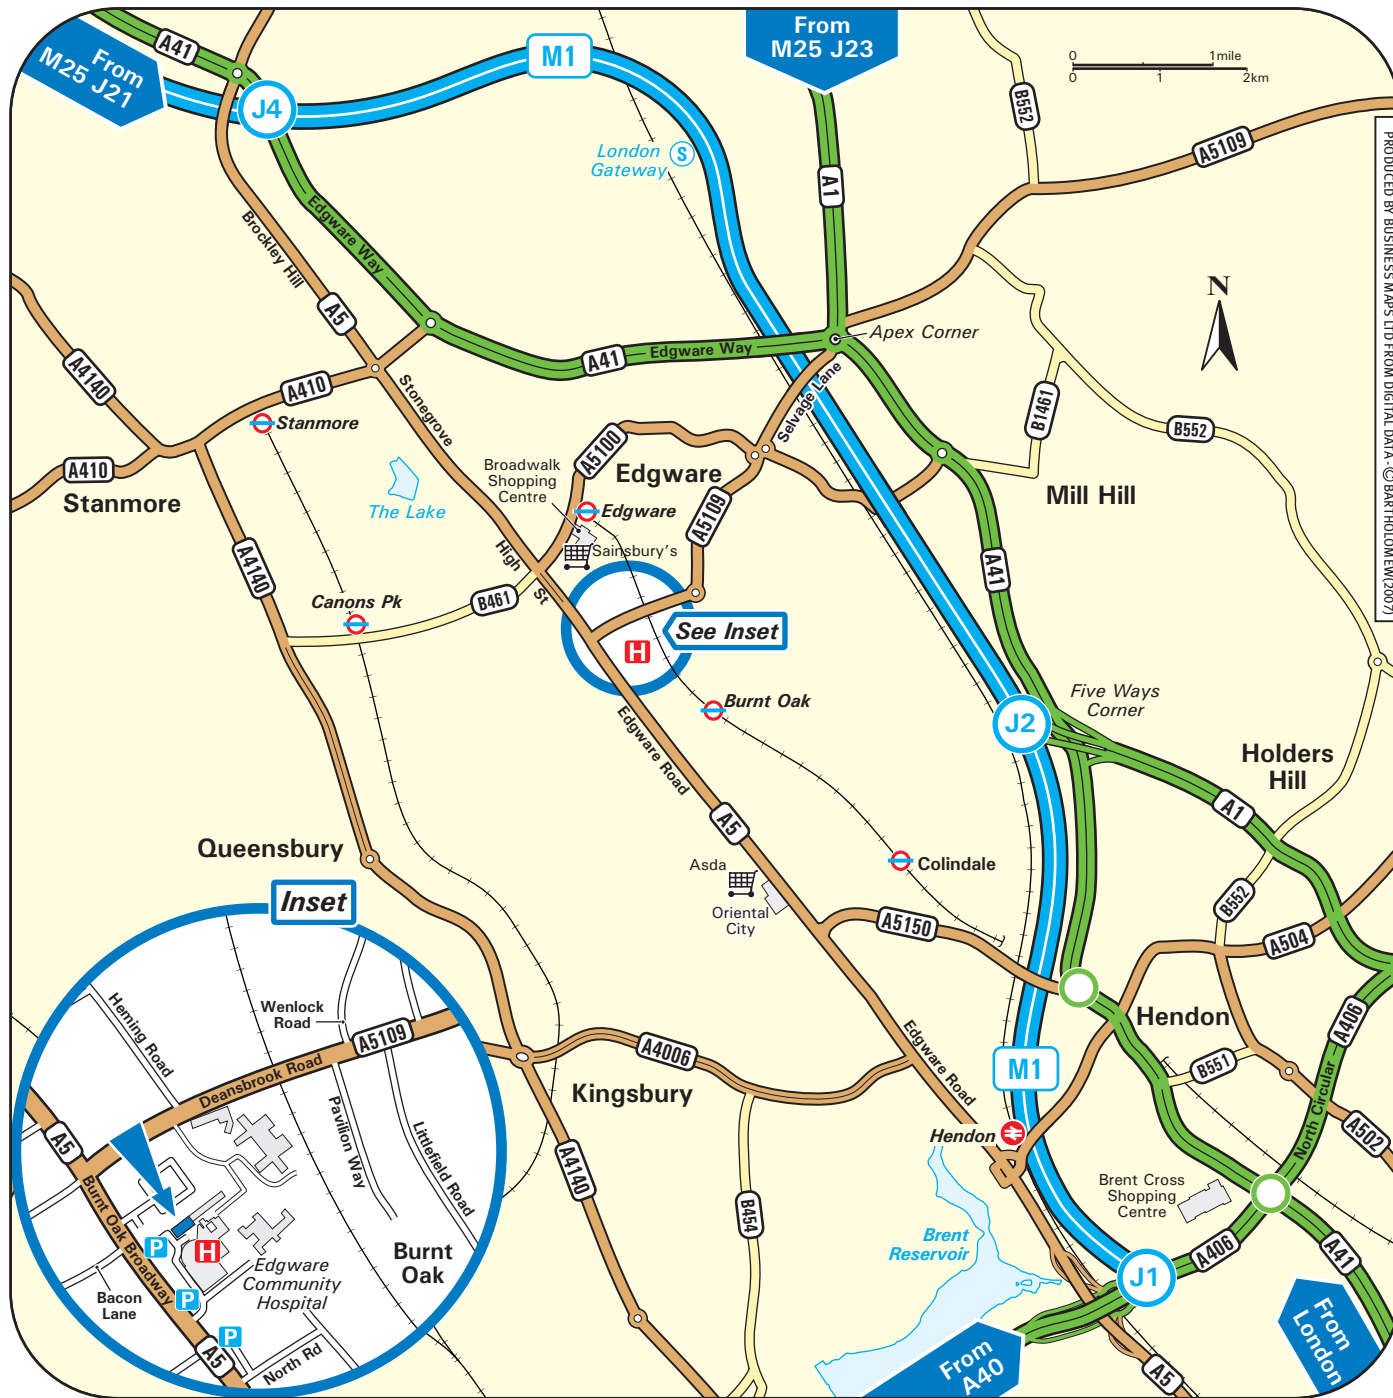 From
M25 J21
A41
M1
From
M25 J23
0
1mile
0
1
2km
J4
B552
A5109
London
Gateway
S
A1
PRODUCED BY BUSINESS MAPS LTD FROM DIGITAL DATA - © BARTHOLOMEW(2007)
Edgware Way
Brockley Hill
N
A5
Apex Corner
A41
Edgware Way
A4140
A410
Stonegrove
Selvage Lane
B1461
B552
Stanmore
A410
Stanmore
Broadwalk
Shopping
Centre
A5100
Edgware
Mill Hill
The Lake
Edgware
A5109
High
St
Sainsbury's
A4140
A41
Canons Pk
B461
See Inset
H
Burnt Oak
Five Ways
Corner
J2
Edgware Road
Holders
Hill
A5
A1
Queensbury
Asda
Colindale
Oriental
City
A5150
B552
A504
Inset
Hendon
A406
Edgware Road
A4006
M1
B551
Kingsbury
North Circular
A502
Hendon
A4140
B454
Brent Cross
Shopping
Centre
Brent
Reservoir
A406
A41
J1
From
A40
A5
From
London
Heming Road
Wenlock
Road
A5109
Deansbrook Road
Pavilion Way
Littlefield Road
A5
Burnt Oak Broadway
P
H
Edgware
Community
Hospital
Burnt
Oak
Bacon
Lane
P
P
A5
North Rd